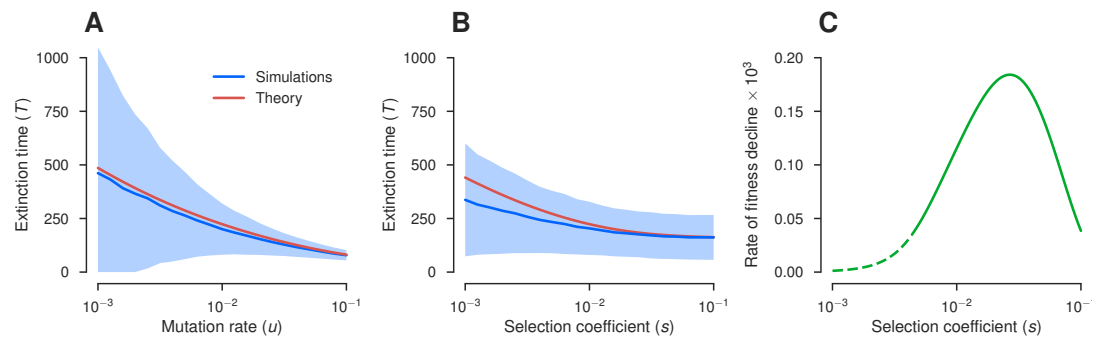 A
Extinction time (T)
1000
750
500
250
0
Simulations
Theory
10⁻³
10⁻²
10⁻¹
Mutation rate (u)
B
Extinction time (T)
1000
750
500
250
0
10⁻³
10⁻²
10⁻¹
Selection coefficient (s)
C
Rate of fitness decline × 10³
0.20
0.15
0.10
0.05
0.00
10⁻³
10⁻²
10⁻
Selection coefficient (s)